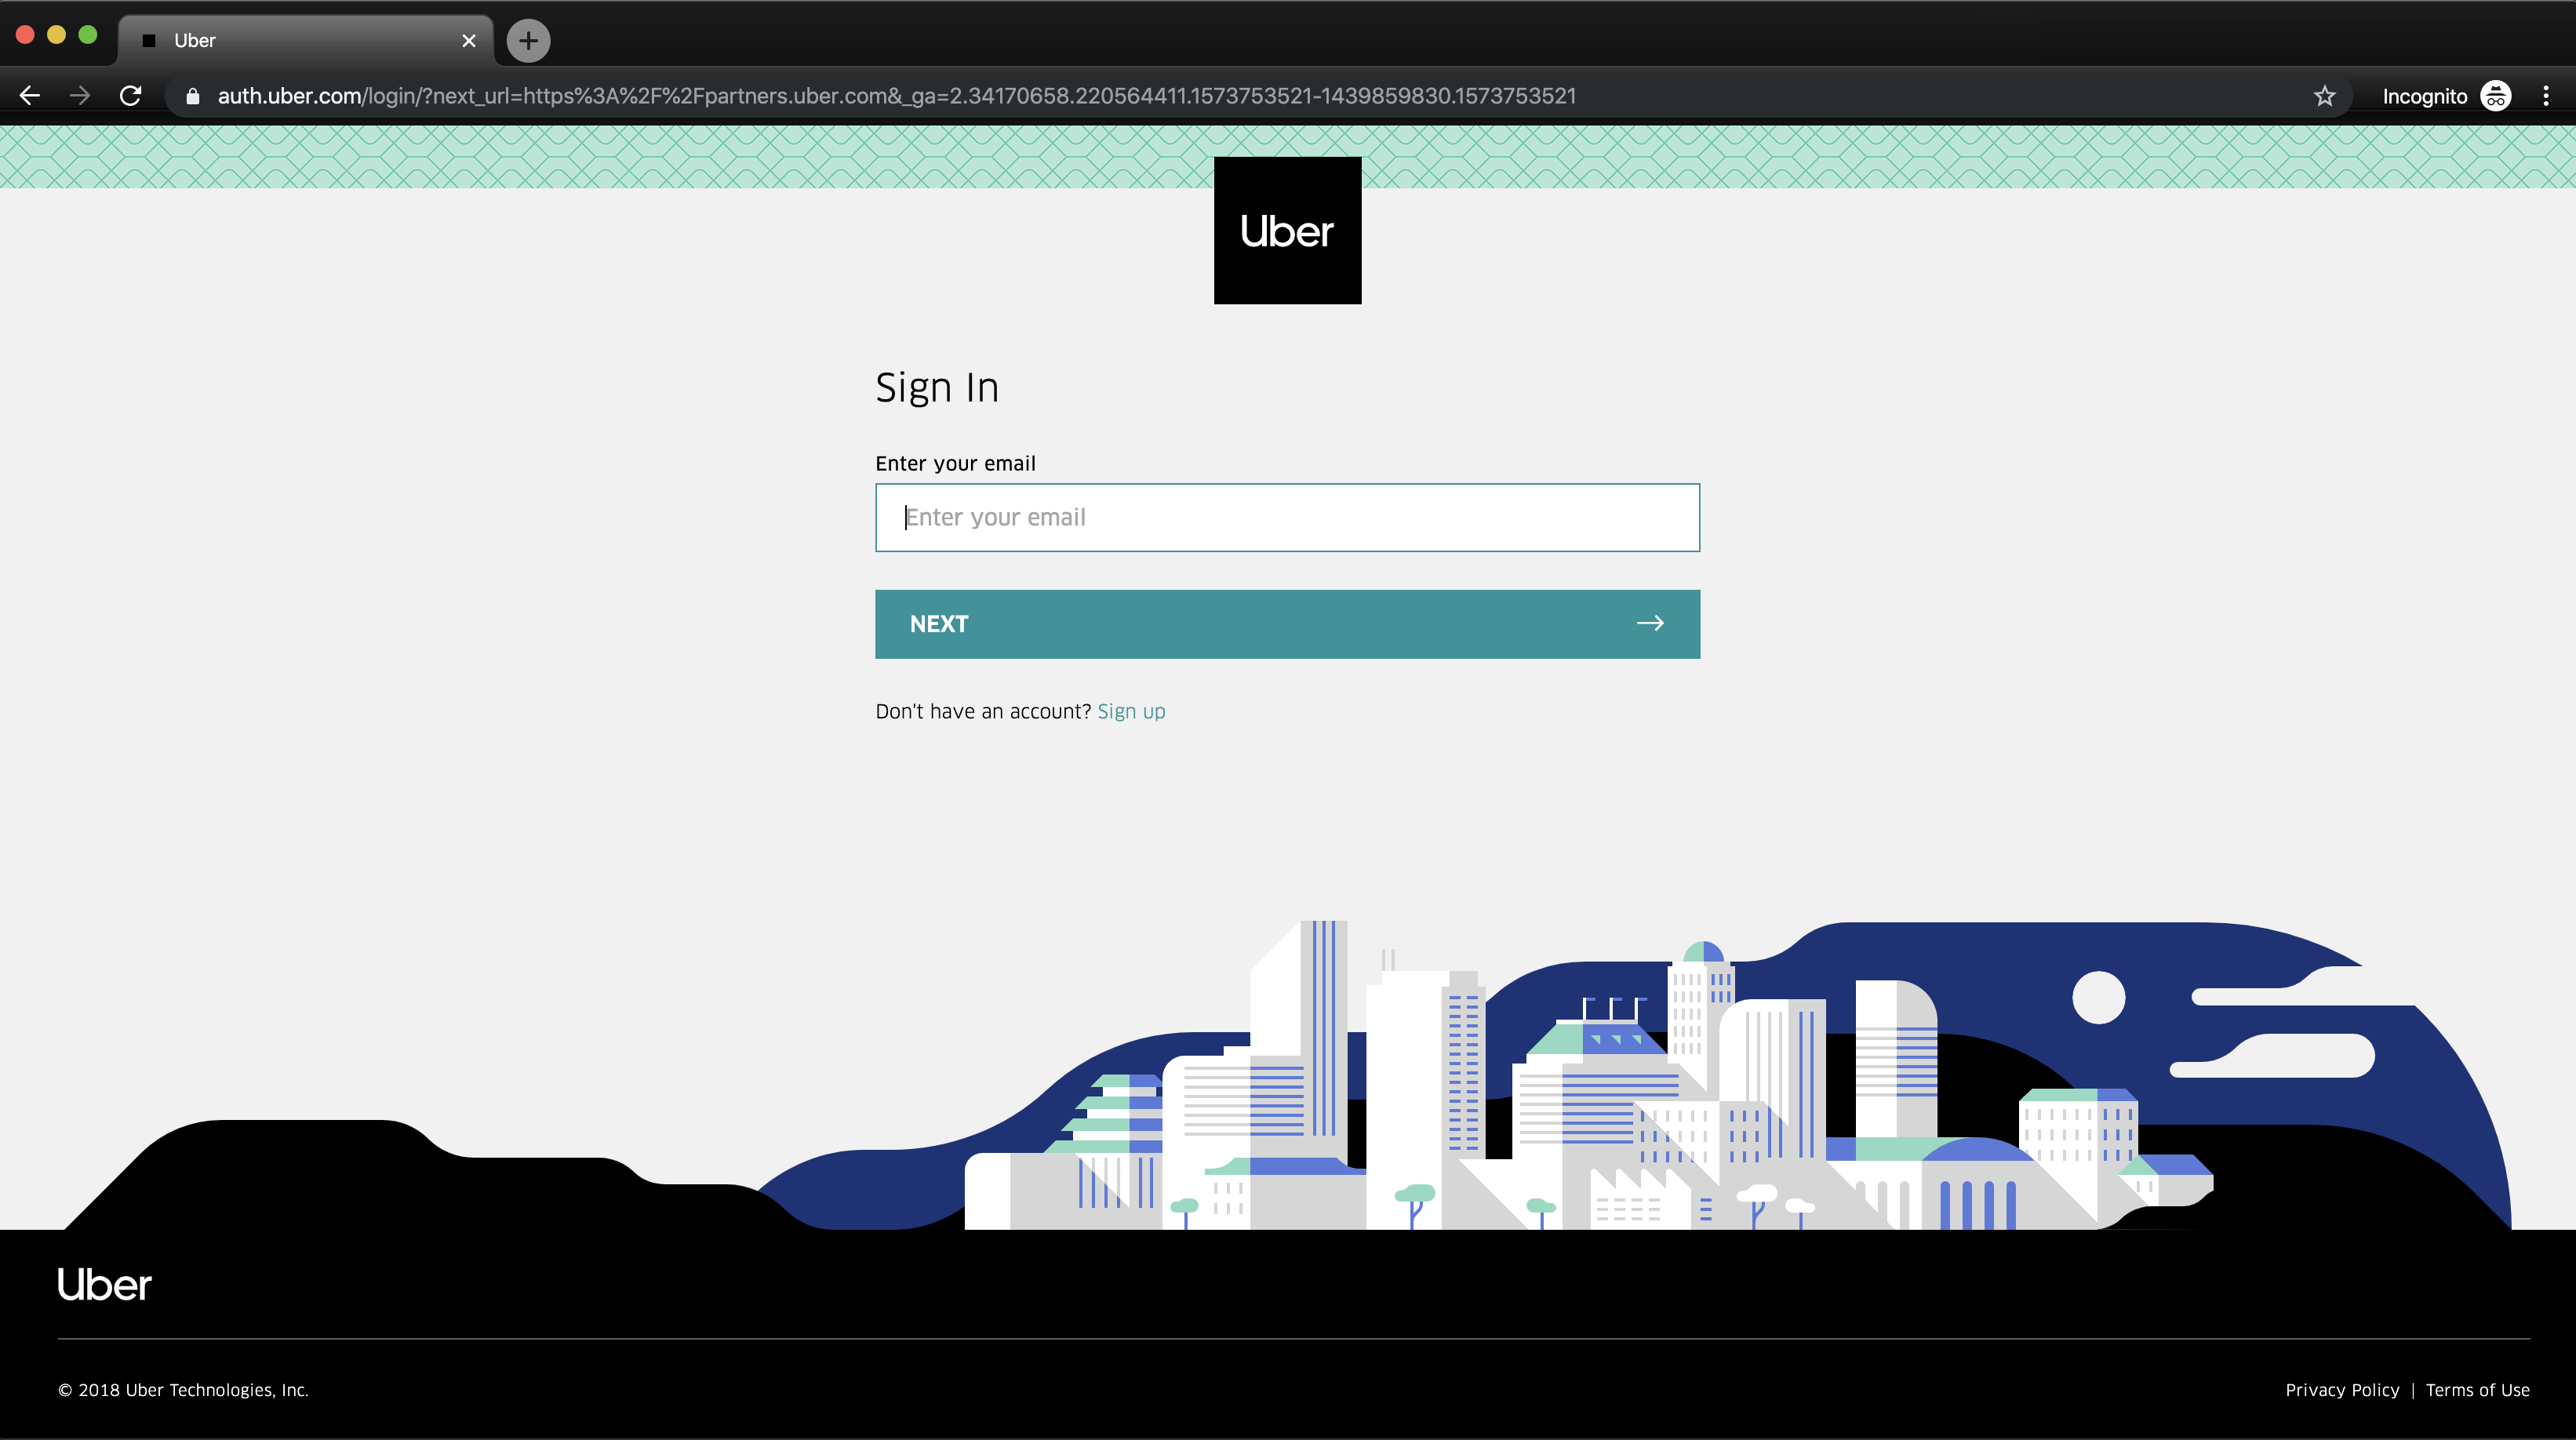 Uber
auth.uber.com/login/?next_url=https%3A%2F%2Fpartners.uber.com&_ga=2.34170658.220564411.1573753521-1439859830.1573753521
Incognito
Uber
Sign In
Enter your email
Enter your email
NEXT
Don't have an account? Sign up
Uber
© 2018 Uber Technologies, Inc.
Privacy Policy | Terms of Use